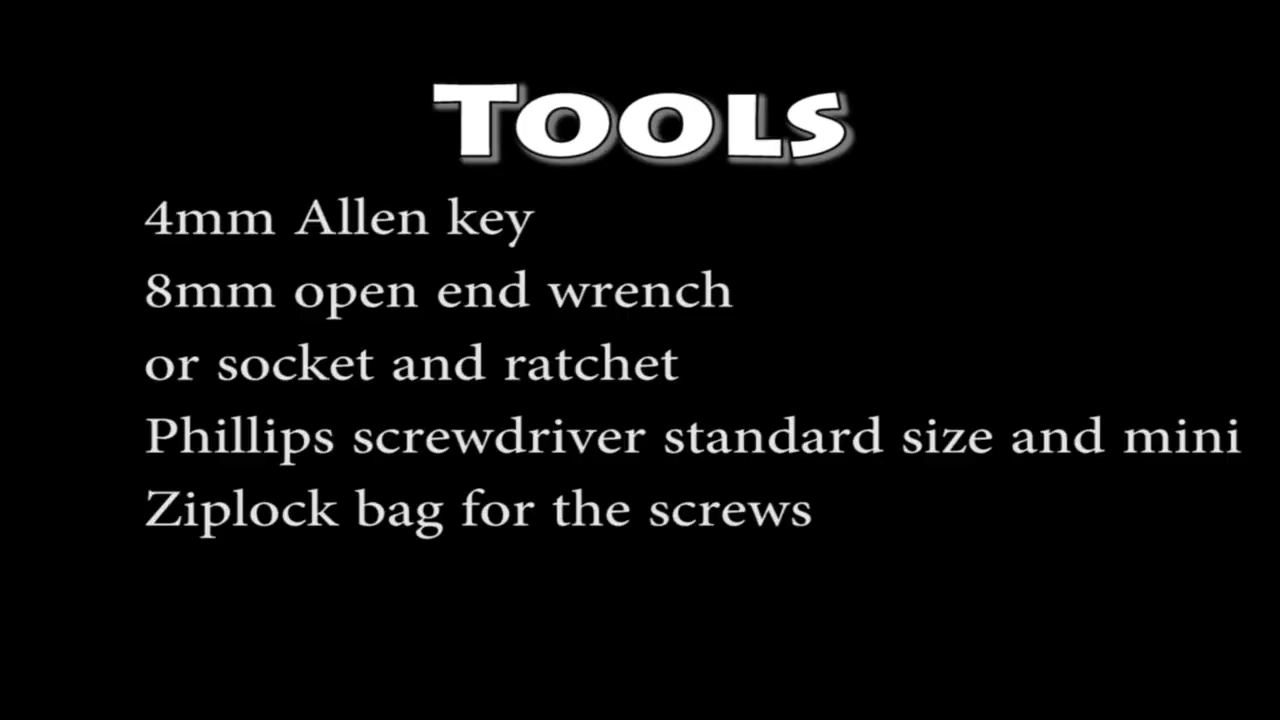 Tools
4mm Allen key
8mm open end wrench
or socket and ratchet
Phillips screwdriver standard size and mini
Ziplock bag for the screws